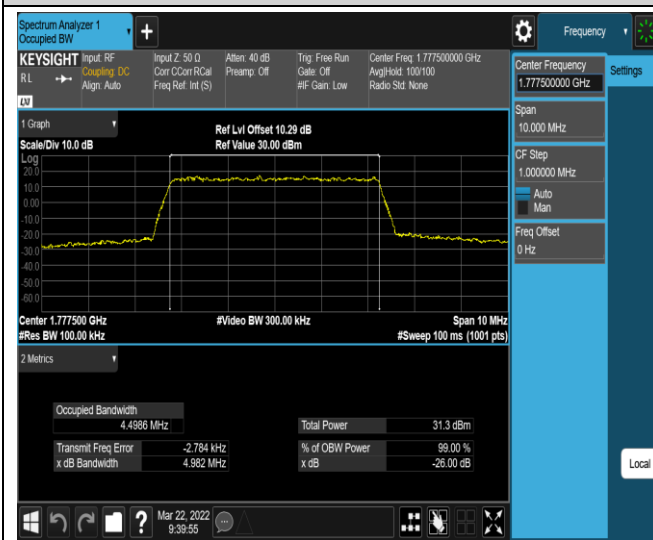 Spectrum Analyzer 1
Occupied BW
+
Frequency
KEYSIGHT
Input: RF
Coupling: DC
Align: Auto
Input Z: 50 Ω
Corr CCorr RCal
Freq Ref: Int (S)
Atten: 40 dB
Preamp: Off
Trig: Free Run
Gate: Off
#IF Gain: Low
Center Freq: 1.777500000 GHz
Avg|Hold: 100/100
Radio Std: None
RL
LXI
Center Frequency
1.777500000 GHz
Settings
Span
10.000 MHz
CF Step
1.000000 MHz
Auto
Man
Freq Offset
0 Hz
1 Graph
Scale/Div 10.0 dB
Ref Lvl Offset 10.29 dB
Ref Value 30.00 dBm
Log
20.0
10.0
0.00
-10.0
-20.0
-30.0
-40.0
-50.0
-60.0
Center 1.777500 GHz
#Video BW 300.00 kHz
Span 10 MHz
#Res BW 100.00 kHz
#Sweep 100 ms (1001 pts)
2 Metrics
Occupied Bandwidth
4.4986 MHz
Total Power 31.3 dBm
Transmit Freq Error -2.784 kHz
% of OBW Power 99.00 %
x dB Bandwidth 4.982 MHz
x dB -26.00 dB
Local
?
Mar 22, 2022
9:39:55